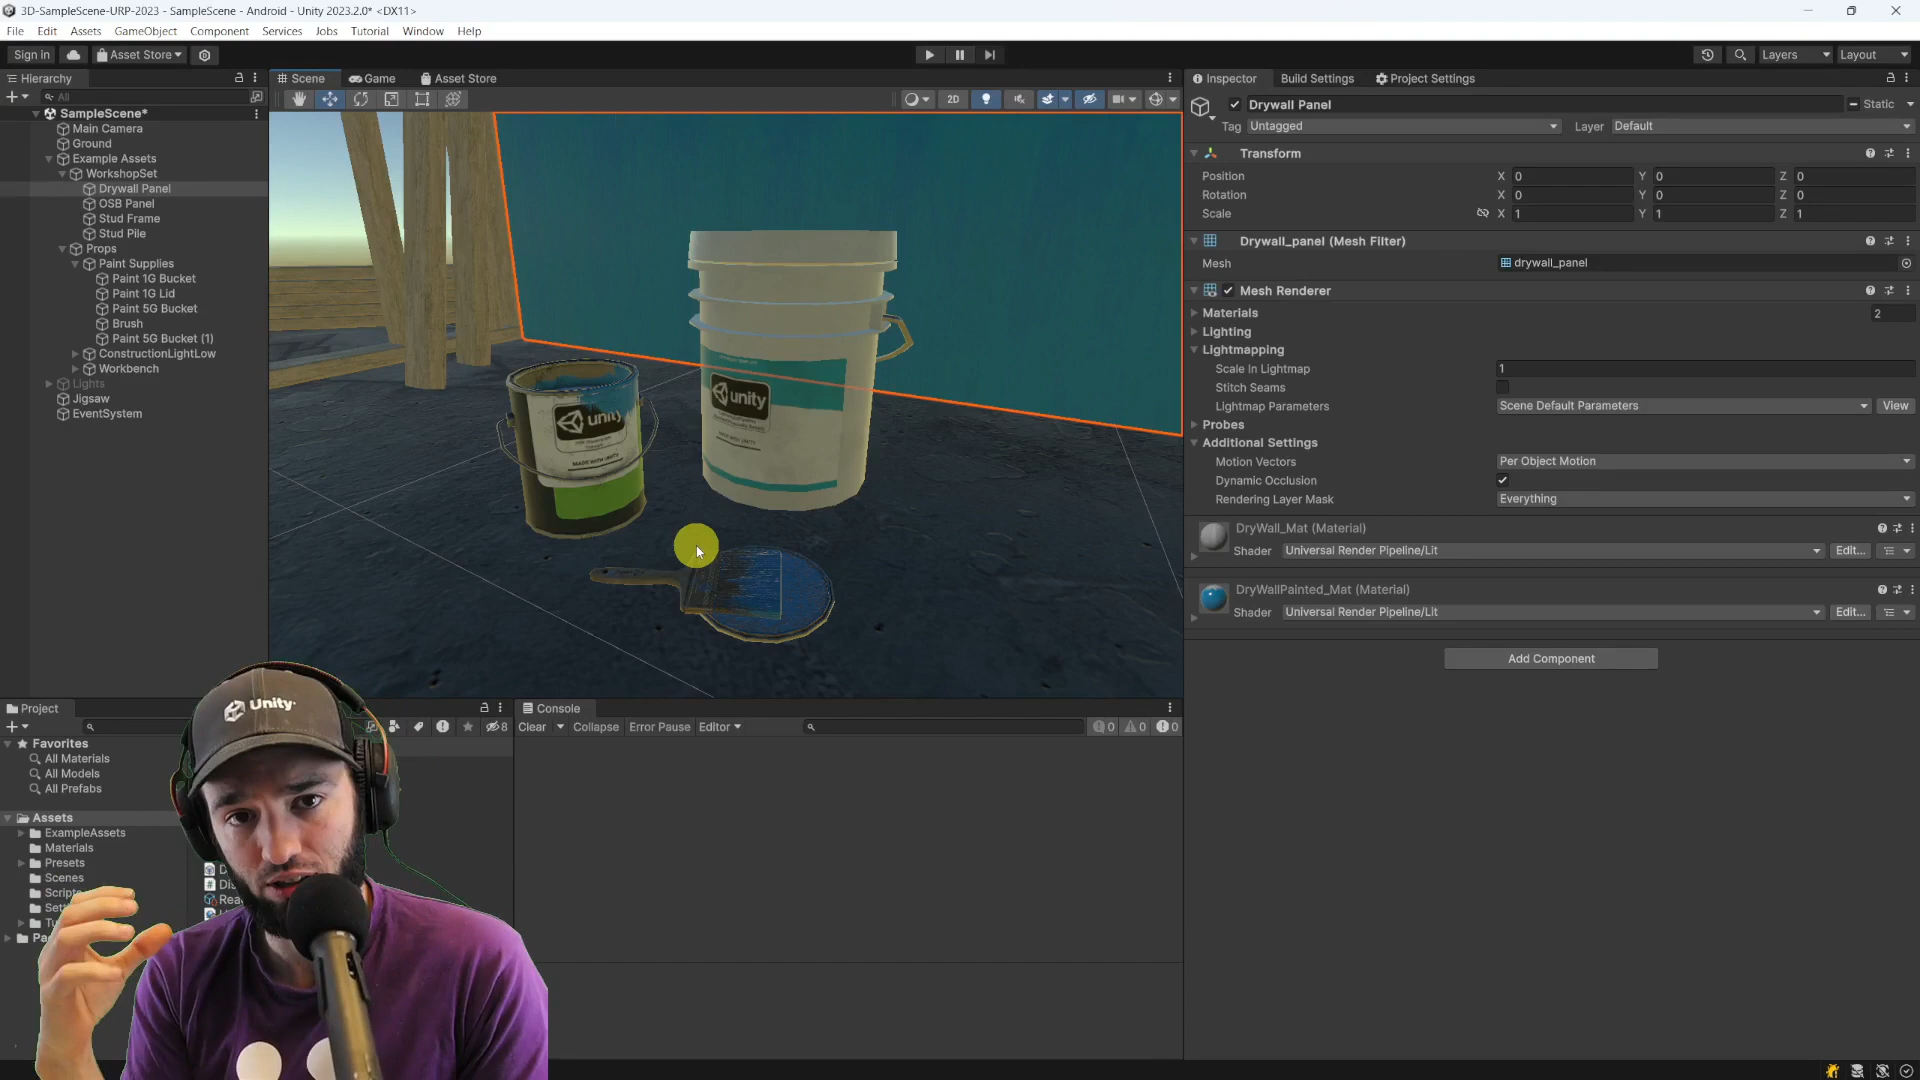 3D-SampleScene-URP-2023 - SampleScene - Android - Unity 2023.2.0* <DX11>
File Edit Assets GameObject Component Services Jobs Tutorial Window Help
Sign in Asset Store Layers Layout
Hierarchy
All
SampleScene*
Main Camera
Ground
Example Assets
WorkshopSet
Drywall Panel
OSB Panel
Stud Frame
Stud Pile
Props
Paint Supplies
Paint 1G Bucket
Paint 1G Lid
Paint 5G Bucket
Brush
Paint 5G Bucket (1)
ConstructionLightLow
Workbench
Lights
Jigsaw
EventSystem
Scene Game Asset Store
2D
unity
MADE WITH UNITY
unity
MADE WITH UNITY
Inspector Build Settings Project Settings
Drywall Panel Static
Tag Untagged Layer Default
Transform
Position X 0 Y 0 Z 0
Rotation X 0 Y 0 Z 0
Scale X 1 Y 1 Z 1
Drywall_panel (Mesh Filter)
Mesh drywall_panel
Mesh Renderer
Materials 2
Lighting
Lightmapping
Scale In Lightmap 1
Stitch Seams
Lightmap Parameters Scene Default Parameters View
Probes
Additional Settings
Motion Vectors Per Object Motion
Dynamic Occlusion
Rendering Layer Mask Everything
DryWall_Mat (Material)
Shader Universal Render Pipeline/Lit Edit...
DryWallPainted_Mat (Material)
Shader Universal Render Pipeline/Lit Edit...
Add Component
Project
8
Favorites
All Materials
All Models
All Prefabs
Assets
ExampleAssets
Materials
Presets
Scenes
Console
Clear Collapse Error Pause Editor 0 0 0
Unity